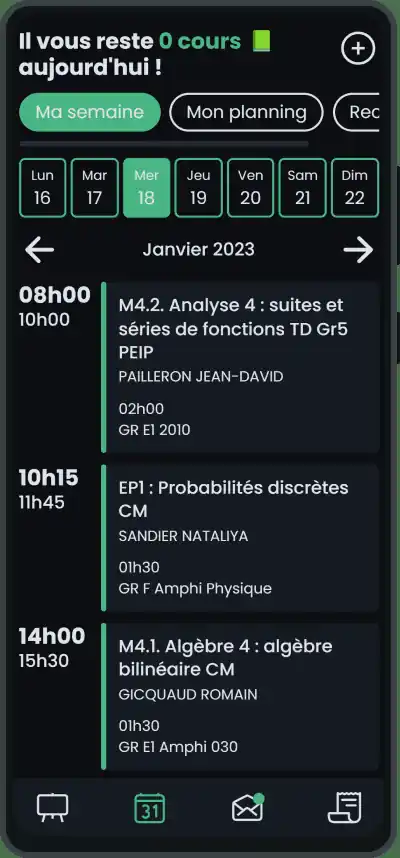 Il vous reste 0 cours 📗
aujourd'hui !
Ma semaine Mon planning Rec
Lun Mar Mer Jeu Ven Sam Dim
16 17 18 19 20 21 22
Janvier 2023
08h00
10h00
M4.2. Analyse 4 : suites et
séries de fonctions TD Gr5
PEIP
PAILLERON JEAN-DAVID
02h00
GR E1 2010
10h15
11h45
EP1 : Probabilités discrètes
CM
SANDIER NATALIYA
01h30
GR F Amphi Physique
14h00
15h30
M4.1. Algèbre 4 : algèbre
bilinéaire CM
GICQUAUD ROMAIN
01h30
GR E1 Amphi 030
31